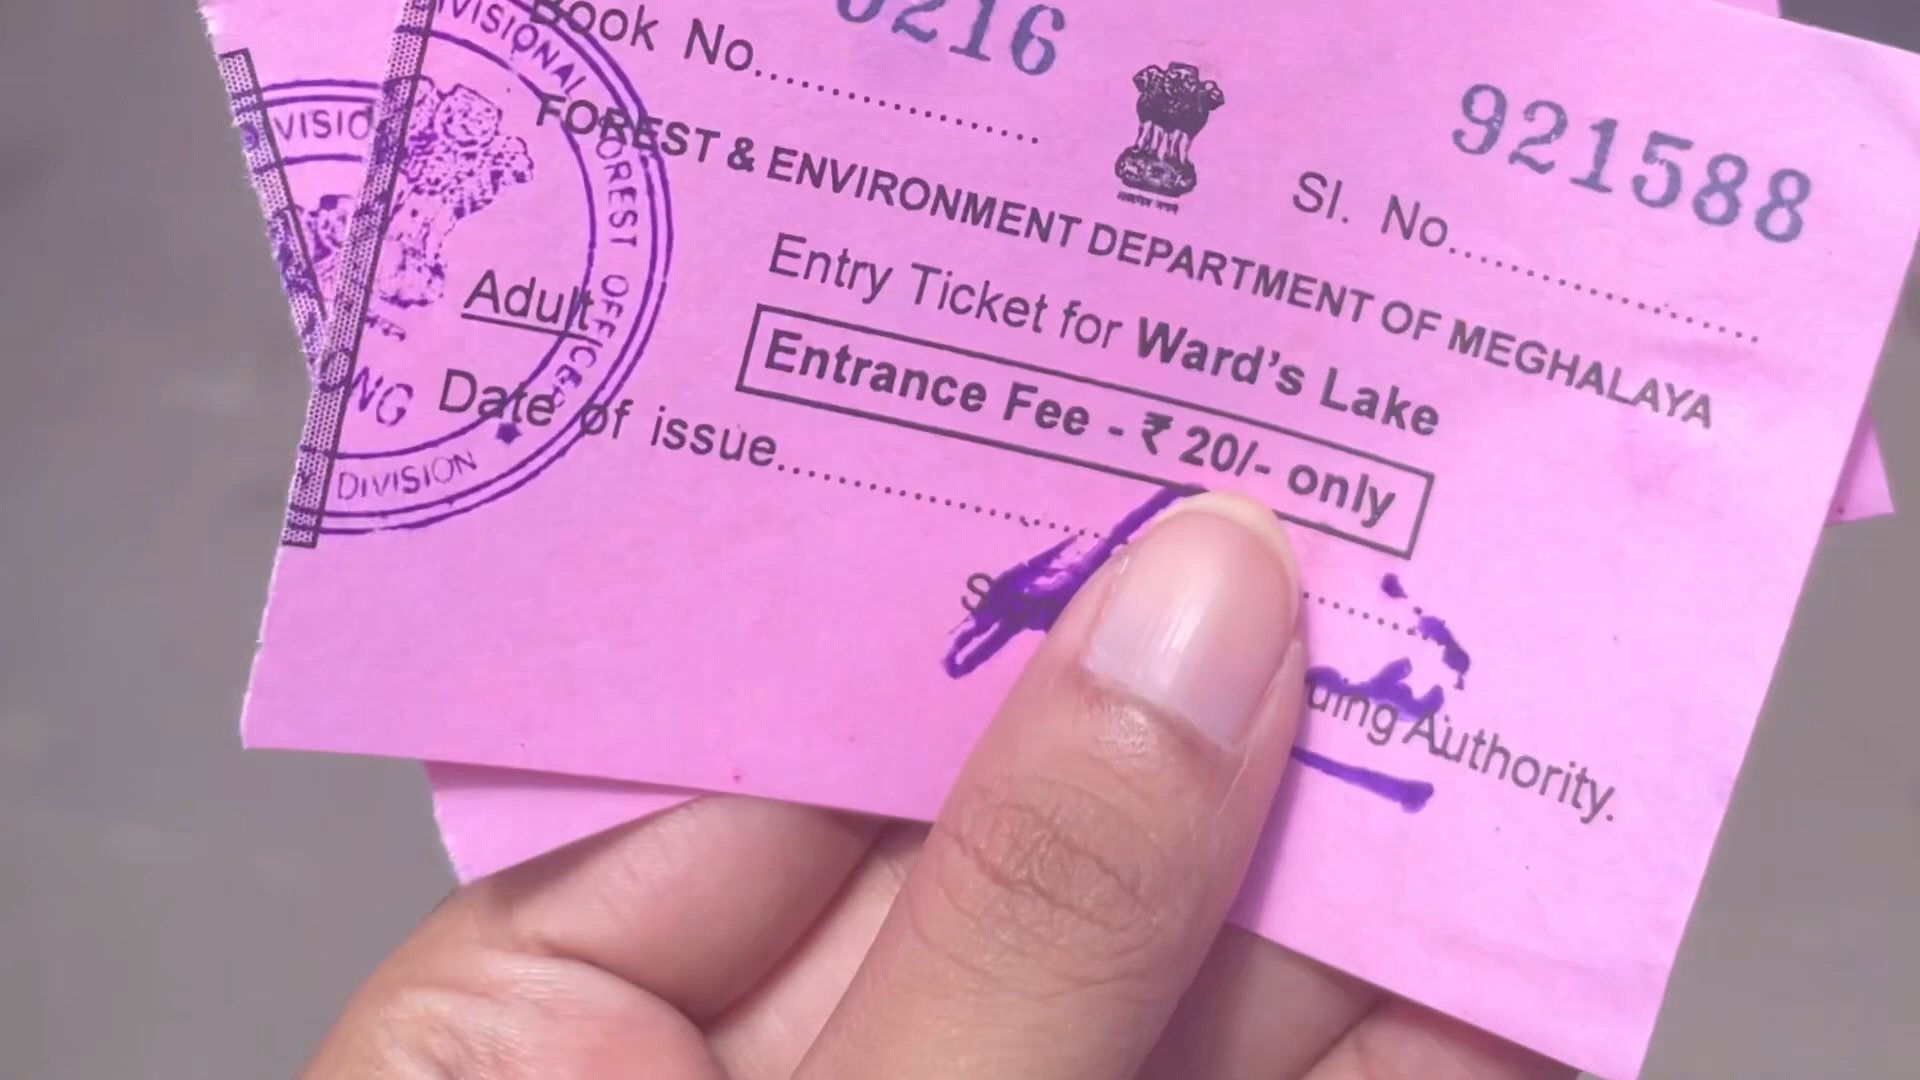 Book No..................... 0216
Sl. No....................... 921588
FOREST & ENVIRONMENT DEPARTMENT OF MEGHALAYA
Entry Ticket for Ward's Lake
Adult
Entrance Fee - ₹ 20/- only
Date of issue..........................
Authority.
DIVISIONAL FOREST OFFICER
DIVISION